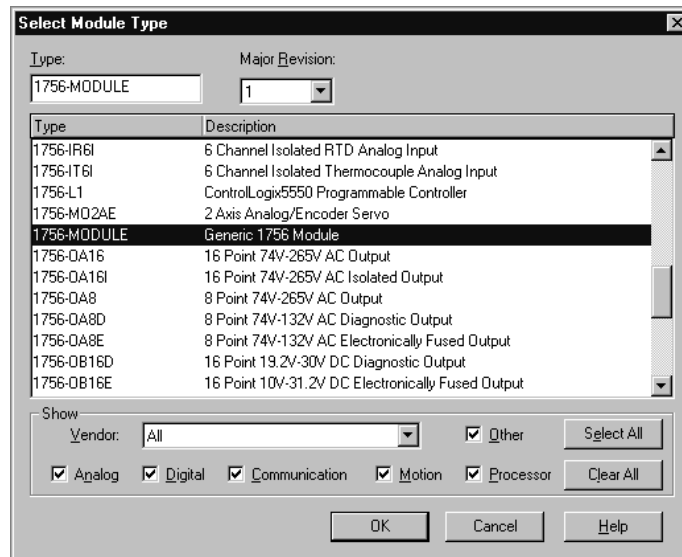 Select Module Type
Type: Major Revision:
1756-MODULE 1
Type Description
1756-IR6I 6 Channel Isolated RTD Analog Input
1756-IT6I 6 Channel Isolated Thermocouple Analog Input
1756-L1 ControlLogix5550 Programmable Controller
1756-M02AE 2 Axis Analog/Encoder Servo
1756-MODULE Generic 1756 Module
1756-OA16 16 Point 74V-265V AC Output
1756-OA16I 16 Point 74V-265V AC Isolated Output
1756-OA8 8 Point 74V-265V AC Output
1756-OA8D 8 Point 74V-132V AC Diagnostic Output
1756-OA8E 8 Point 74V-132V AC Electronically Fused Output
1756-OB16D 16 Point 19.2V-30V DC Diagnostic Output
1756-OB16E 16 Point 10V-31.2V DC Electronically Fused Output
Show
Vendor: All Other Select All
Analog Digital Communication Motion Processor Clear All
OK Cancel Help